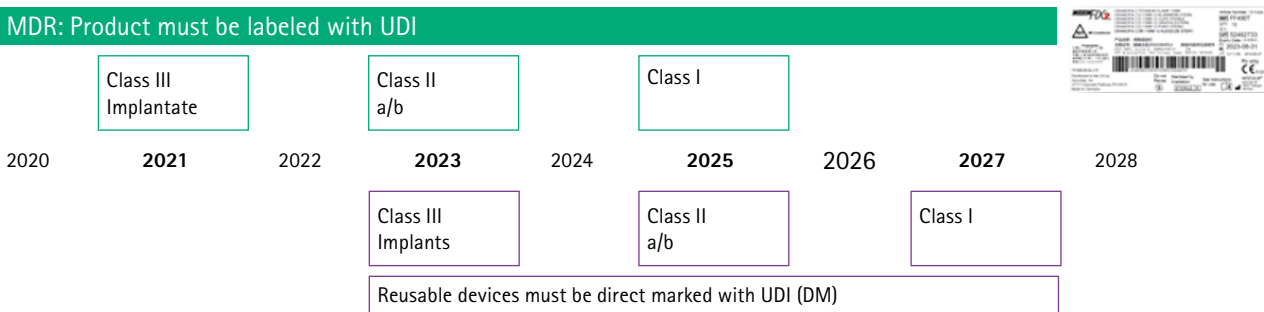 MDR: Product must be labeled with UDI
Class III
Implantate
Class II
a/b
Class I
2020 2021 2022 2023 2024 2025 2026 2027 2028
Class III
Implants
Class II
a/b
Class I
Reusable devices must be direct marked with UDI (DM)